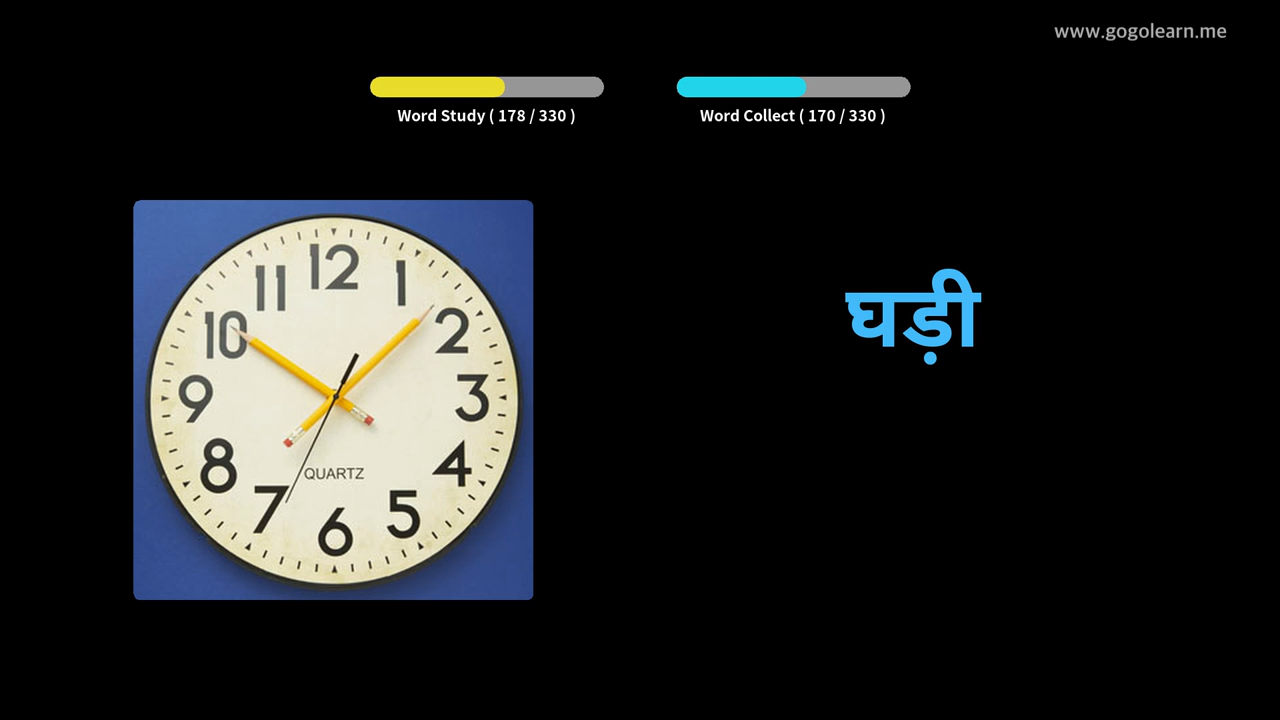 www.gogolearn.me
Word Study ( 178 / 330 )
Word Collect ( 170 / 330 )
12
11
1
10
2
9
3
8
4
QUARTZ
7
5
6
घड़ी